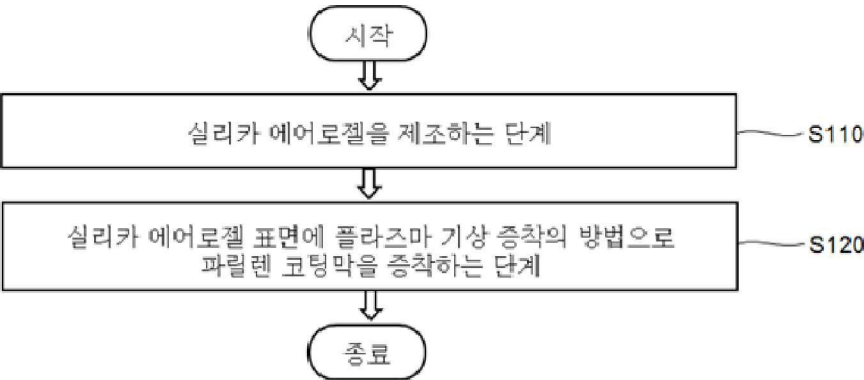 시작
실리카 에어로젤을 제조하는 단계
S110
실리카 에어로젤 표면에 플라즈마 기상 증착의 방법으로
파릴렌 코팅막을 증착하는 단계
S120
종료